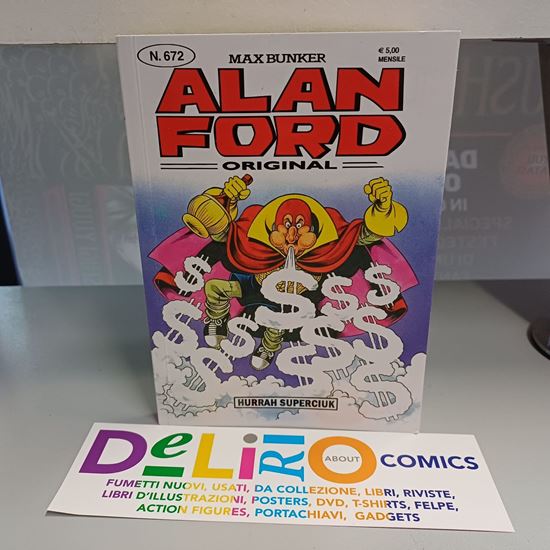 N. 672
MAX BUNKER
€ 5,00
MENSILE
ALAN
FORD
ORIGINAL
HURRAH SUPERCIUK
DeLiRIO ABOUT COMICS
FUMETTI NUOVI, USATI, DA COLLEZIONE, LIBRI, RIVISTE,
LIBRI D'ILLUSTRAZIONI, POSTERS, DVD, T-SHIRTS, FELPE,
ACTION FIGURES, PORTACHIAVI, GADGETS